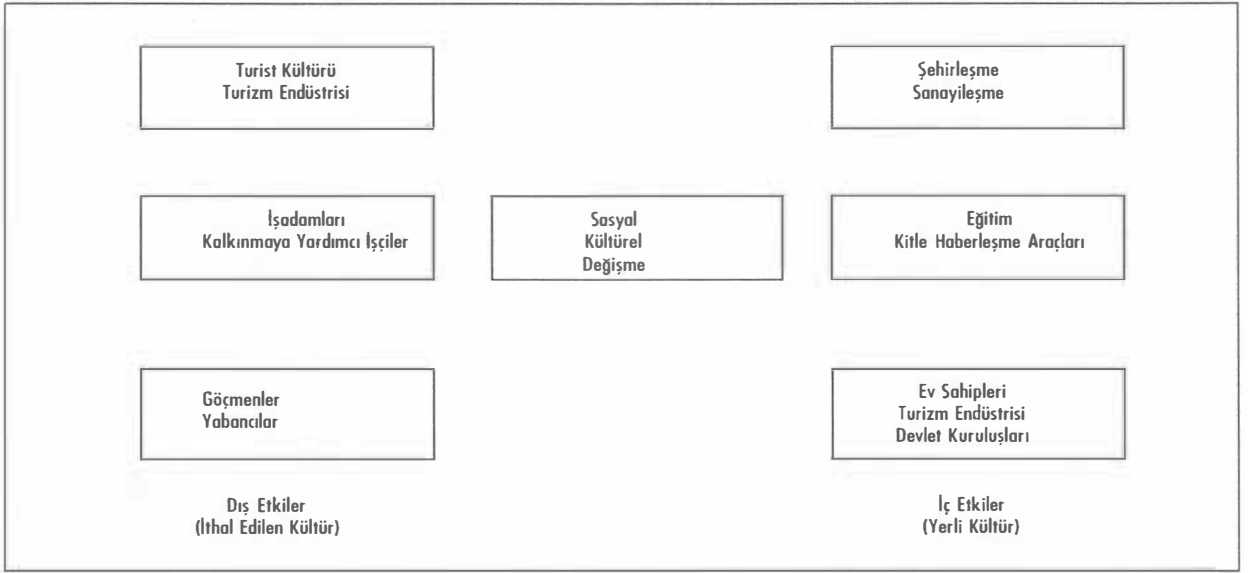 Turist Kültürü
Turizm Endüstrisi
Şehirleşme
Sanayileşme
İşadamları
Kalkınmaya Yardımcı İşçiler
Sasyal
Kültürel
Değişme
Eğitim
Kitle Haberleşme Araçları
Göçmenler
Yabancılar
Ev Sahipleri
Turizm Endüstrisi
Devlet Kuruluşları
Dış Etkiler
(İthal Edilen Kültür)
İç Etkiler
(Yerli Kültür)